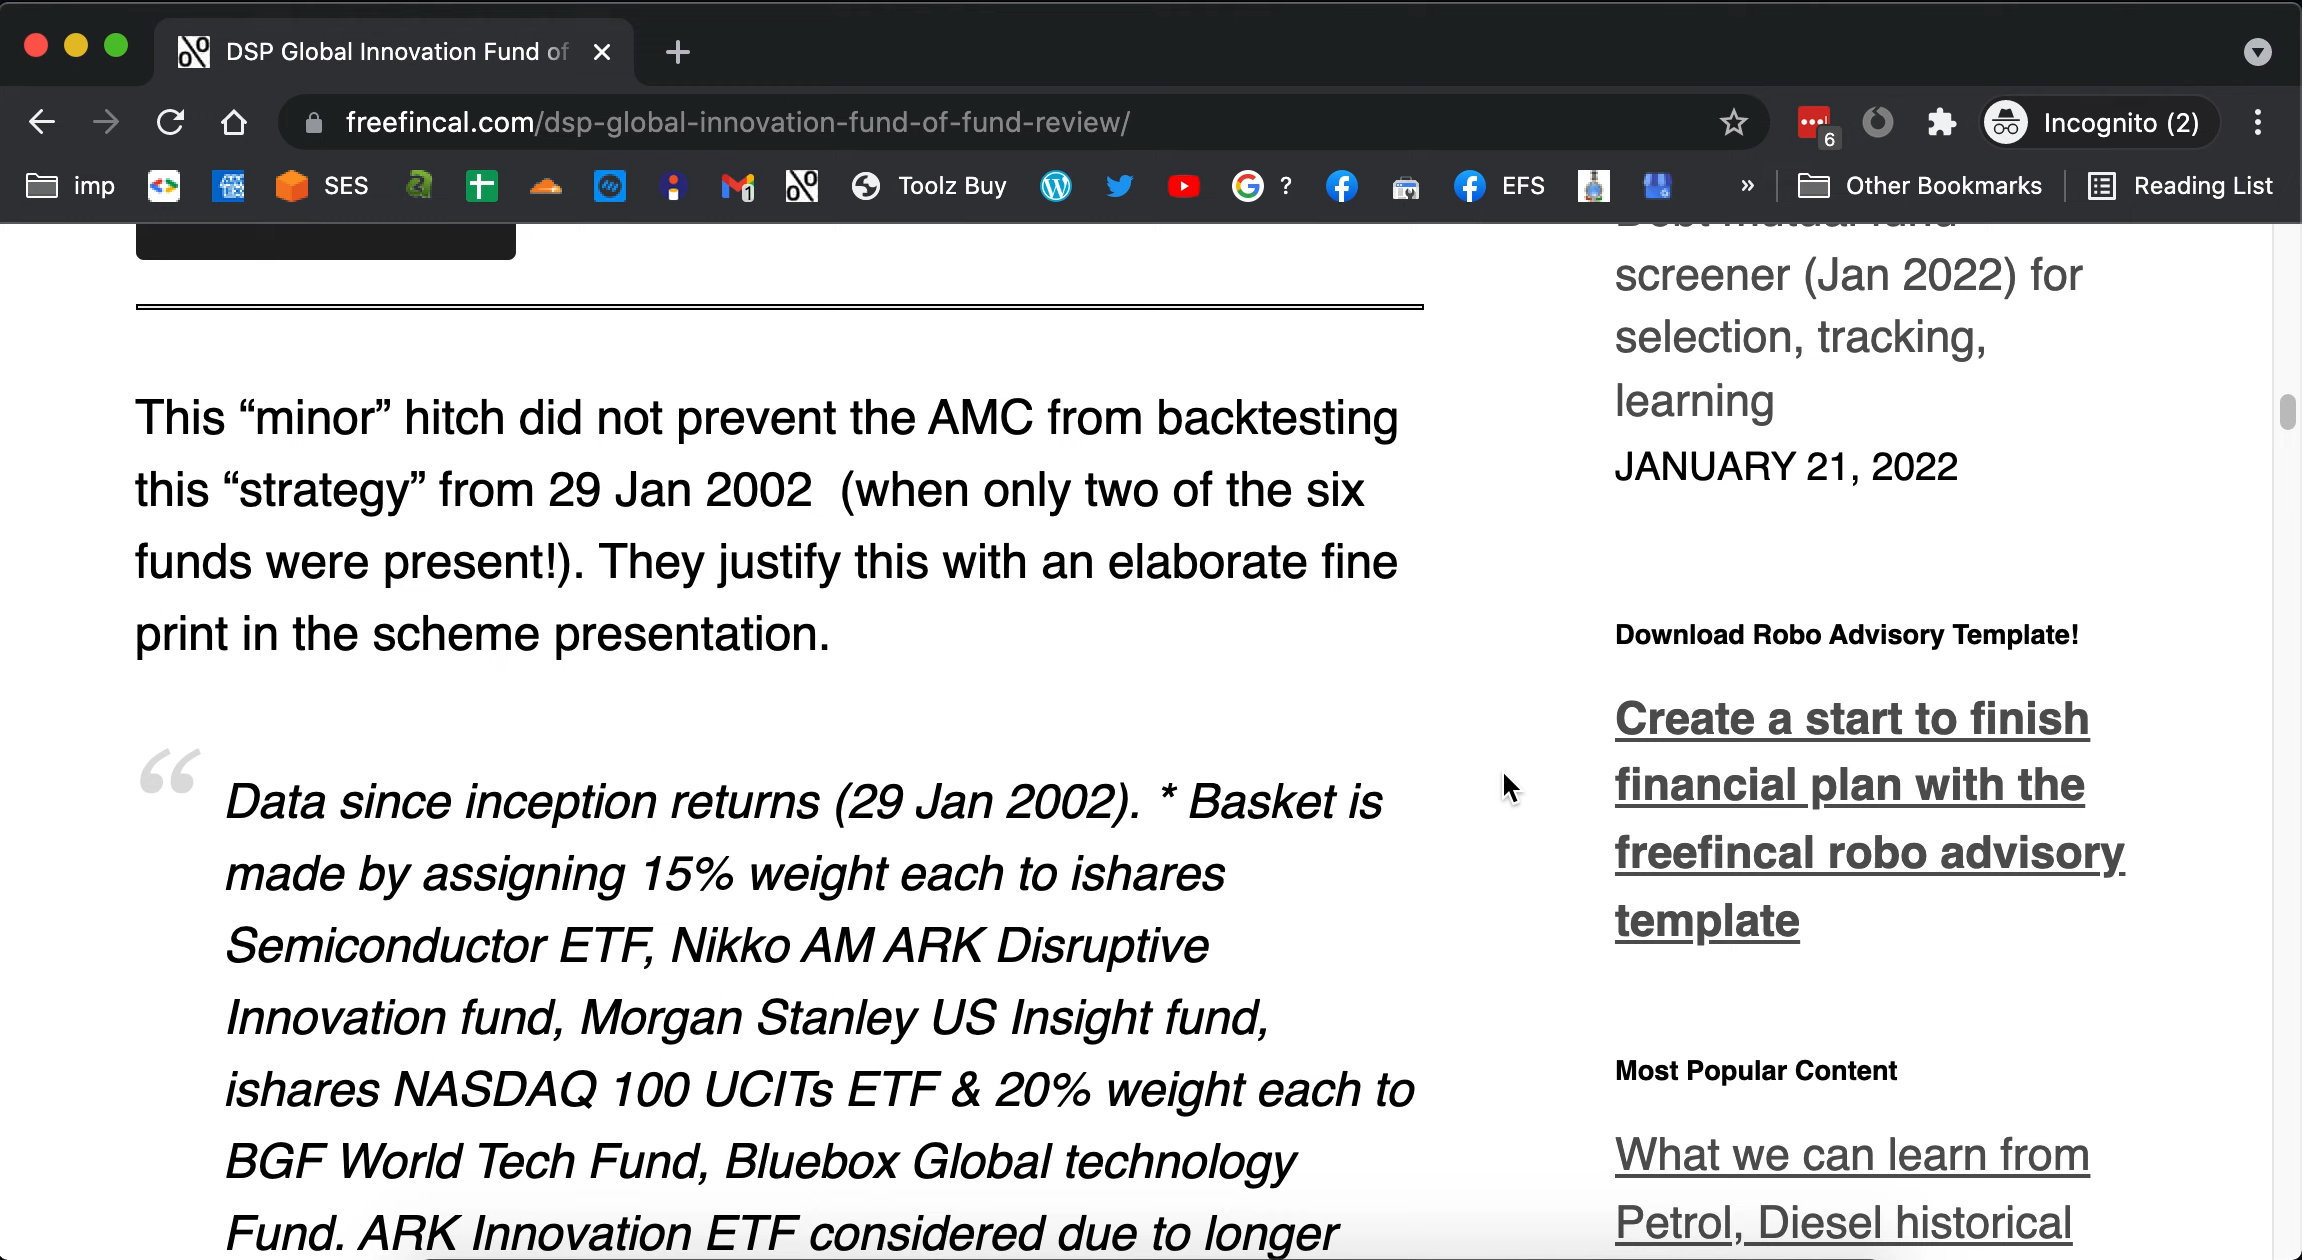 DSP Global Innovation Fund of
freefincal.com/dsp-global-innovation-fund-of-fund-review/
6
Incognito (2)
imp
SES
1
Toolz Buy
?
EFS
»
Other Bookmarks
Reading List
This “minor” hitch did not prevent the AMC from backtesting
this “strategy” from 29 Jan 2002 (when only two of the six
funds were present!). They justify this with an elaborate fine
print in the scheme presentation.
“
Data since inception returns (29 Jan 2002). * Basket is
made by assigning 15% weight each to ishares
Semiconductor ETF, Nikko AM ARK Disruptive
Innovation fund, Morgan Stanley US Insight fund,
ishares NASDAQ 100 UCITs ETF & 20% weight each to
BGF World Tech Fund, Bluebox Global technology
Fund. ARK Innovation ETF considered due to longer
screener (Jan 2022) for
selection, tracking,
learning
JANUARY 21, 2022
Download Robo Advisory Template!
Create a start to finish
financial plan with the
freefincal robo advisory
template
Most Popular Content
What we can learn from
Petrol, Diesel historical